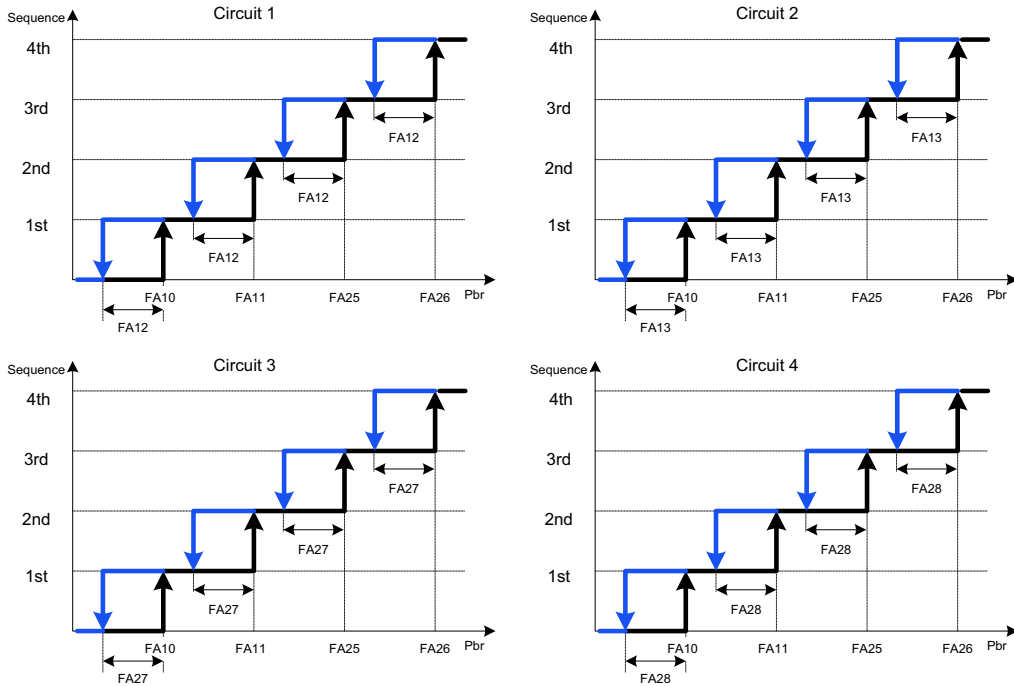 Circuit 1
Sequence
4th
3rd
2nd
1st
FA12
FA12
FA12
FA10
FA11
FA25
FA26
Pbr
FA12
Circuit 2
Sequence
4th
3rd
2nd
1st
FA13
FA13
FA13
FA10
FA11
FA25
FA26
Pbr
FA13
Circuit 3
Sequence
4th
3rd
2nd
1st
FA27
FA27
FA27
FA10
FA11
FA25
FA26
Pbr
FA27
Circuit 4
Sequence
4th
3rd
2nd
1st
FA28
FA28
FA28
FA10
FA11
FA25
FA26
Pbr
FA28